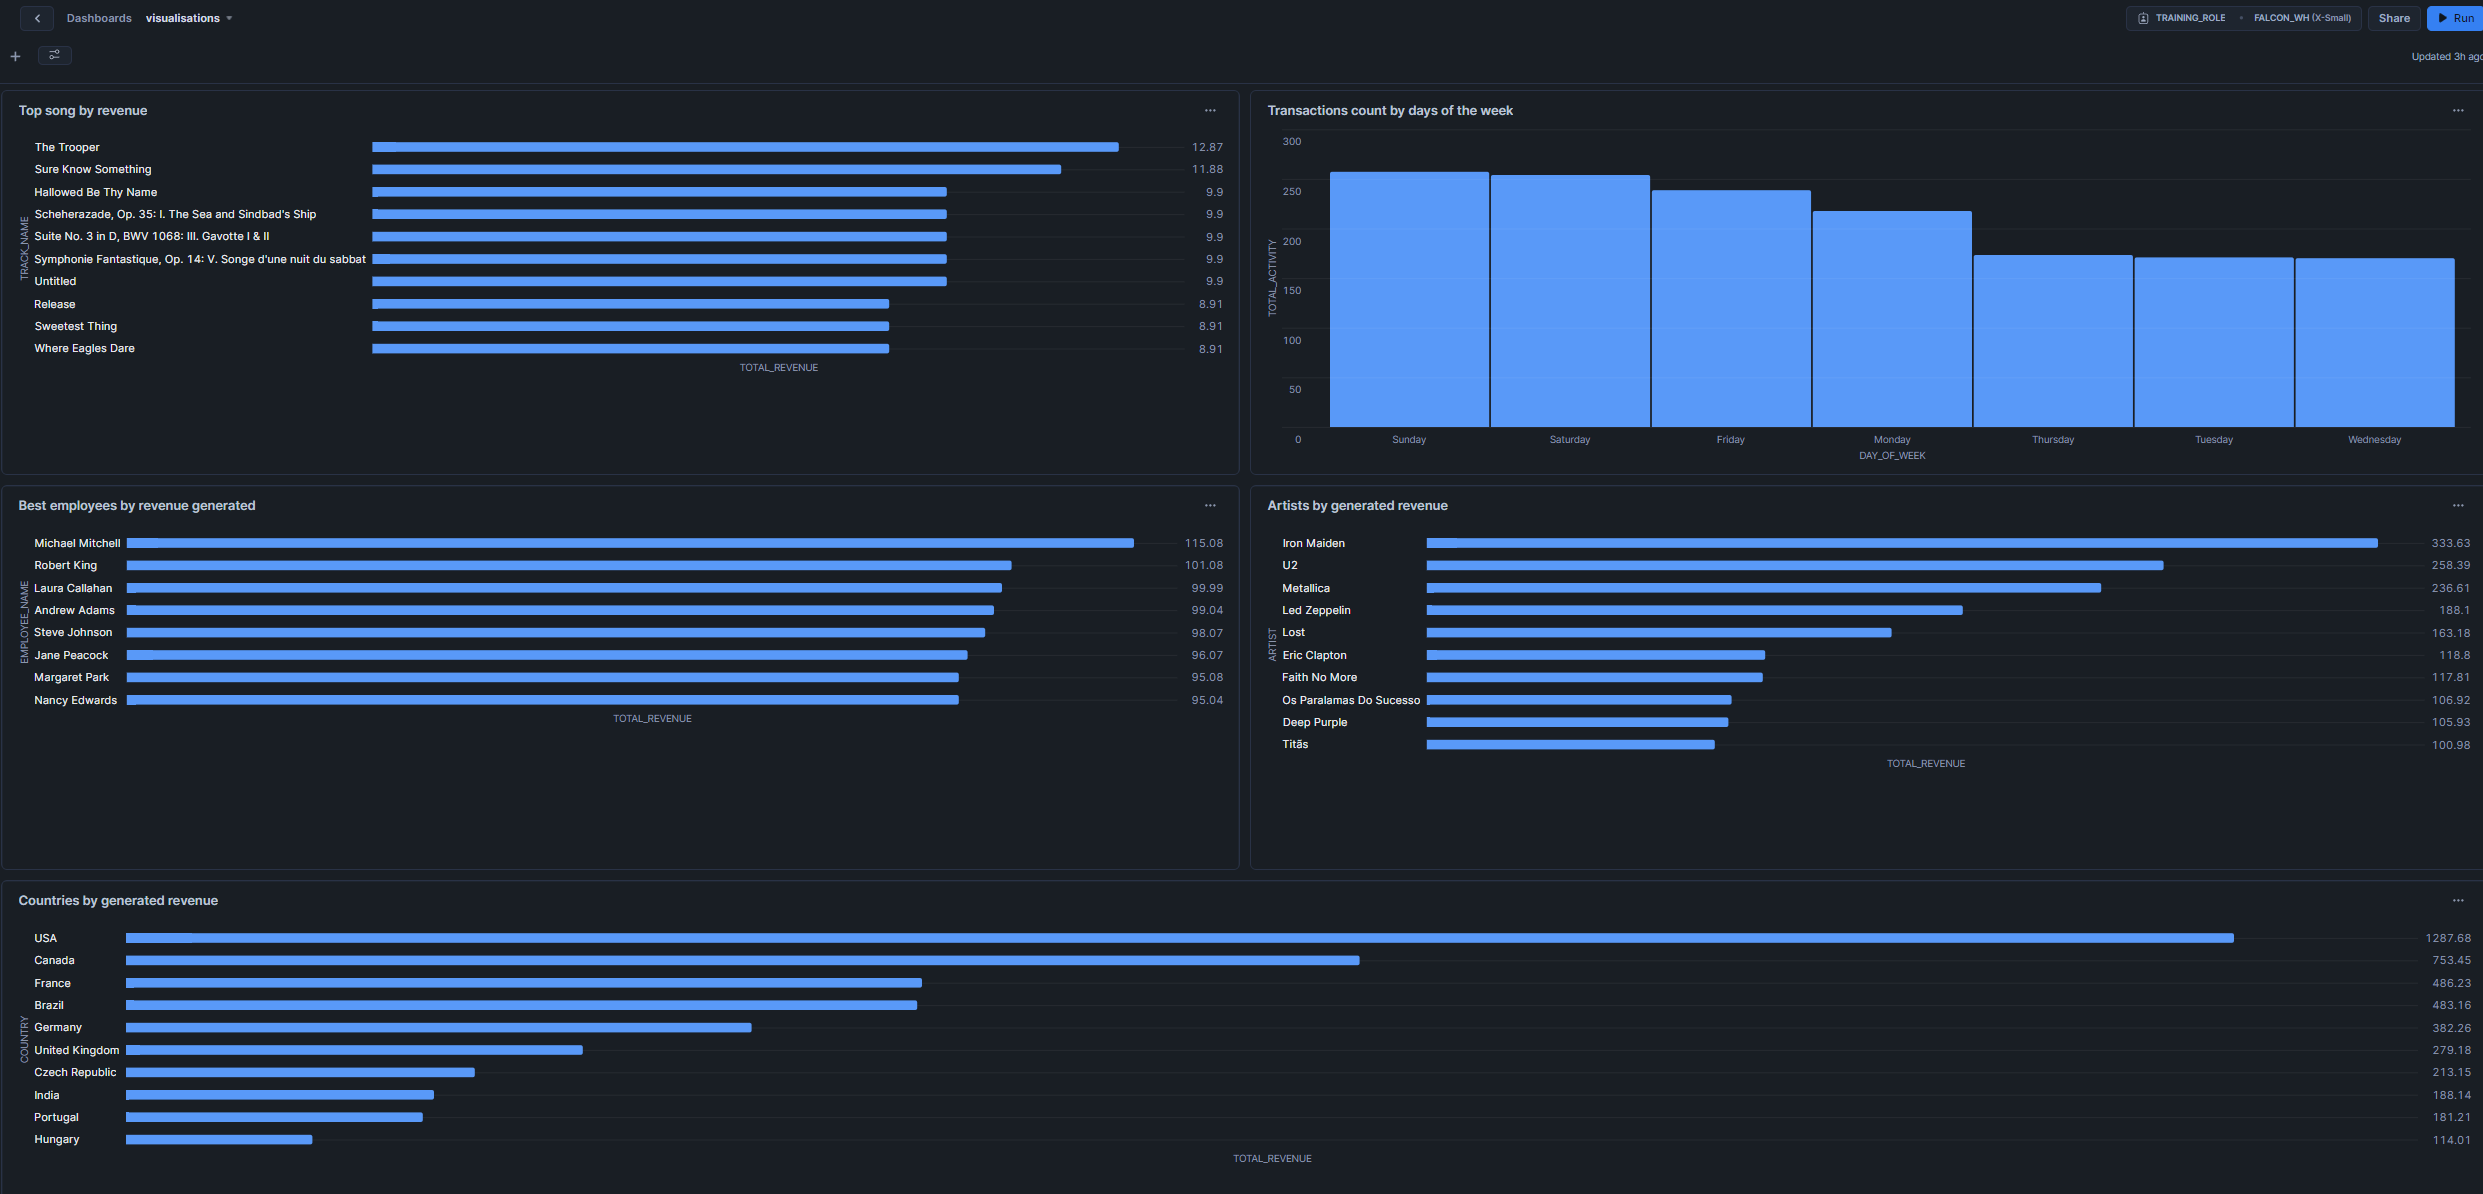 Dashboards visualisations
TRAINING_ROLE • FALCON_WH (X-Small) Share Run
Updated 3h ago
Top song by revenue
TRACK_NAME
The Trooper 12.87
Sure Know Something 11.88
Hallowed Be Thy Name 9.9
Scheherazade, Op. 35: I. The Sea and Sindbad's Ship 9.9
Suite No. 3 in D, BWV 1068: III. Gavotte I & II 9.9
Symphonie Fantastique, Op. 14: V. Songe d'une nuit du sabbat 9.9
Untitled 9.9
Release 8.91
Sweetest Thing 8.91
Where Eagles Dare 8.91
TOTAL_REVENUE
Transactions count by days of the week
TOTAL_ACTIVITY
300
250
200
150
100
50
0
Sunday Saturday Friday Monday Thursday Tuesday Wednesday
DAY_OF_WEEK
Best employees by revenue generated
EMPLOYEE_NAME
Michael Mitchell 115.08
Robert King 101.08
Laura Callahan 99.99
Andrew Adams 99.04
Steve Johnson 98.07
Jane Peacock 96.07
Margaret Park 95.08
Nancy Edwards 95.04
TOTAL_REVENUE
Artists by generated revenue
ARTIST
Iron Maiden 333.63
U2 258.39
Metallica 236.61
Led Zeppelin 188.1
Lost 163.18
Eric Clapton 118.8
Faith No More 117.81
Os Paralamas Do Sucesso 106.92
Deep Purple 105.93
Titãs 100.98
TOTAL_REVENUE
Countries by generated revenue
COUNTRY
USA 1287.68
Canada 753.45
France 486.23
Brazil 483.16
Germany 382.26
United Kingdom 279.18
Czech Republic 213.15
India 188.14
Portugal 181.21
Hungary 114.01
TOTAL_REVENUE